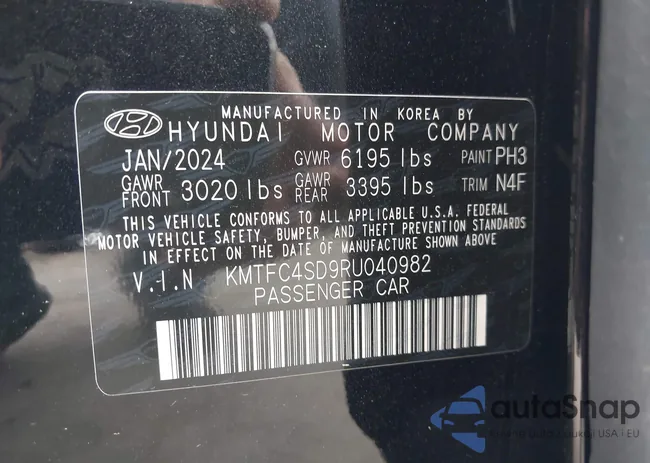 MANUFACTURED IN KOREA BY
HYUNDAI MOTOR COMPANY
JAN/2024 GVWR 6195 lbs PAINT PH3
GAWR FRONT 3020 lbs GAWR REAR 3395 lbs TRIM N4F
THIS VEHICLE CONFORMS TO ALL APPLICABLE U.S.A. FEDERAL
MOTOR VEHICLE SAFETY, BUMPER, AND THEFT PREVENTION STANDARDS
IN EFFECT ON THE DATE OF MANUFACTURE SHOWN ABOVE
V.I.N KMTFC4SD9RU040982
PASSENGER CAR
autoSnap
USA i EU